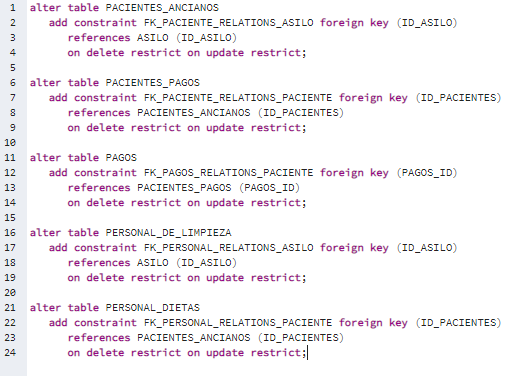 1 alter table PACIENTES_ANCIANOS
2    add constraint FK_PACIENTE_RELATIONS_ASILO foreign key (ID_ASILO)
3       references ASILO (ID_ASILO)
4       on delete restrict on update restrict;
5
6 alter table PACIENTES_PAGOS
7    add constraint FK_PACIENTE_RELATIONS_PACIENTE foreign key (ID_PACIENTES)
8       references PACIENTES_ANCIANOS (ID_PACIENTES)
9       on delete restrict on update restrict;
10
11 alter table PAGOS
12    add constraint FK_PAGOS_RELATIONS_PACIENTE foreign key (PAGOS_ID)
13       references PACIENTES_PAGOS (PAGOS_ID)
14       on delete restrict on update restrict;
15
16 alter table PERSONAL_DE_LIMPIEZA
17    add constraint FK_PERSONAL_RELATIONS_ASILO foreign key (ID_ASILO)
18       references ASILO (ID_ASILO)
19       on delete restrict on update restrict;
20
21 alter table PERSONAL_DIETAS
22    add constraint FK_PERSONAL_RELATIONS_PACIENTE foreign key (ID_PACIENTES)
23       references PACIENTES_ANCIANOS (ID_PACIENTES)
24       on delete restrict on update restrict;